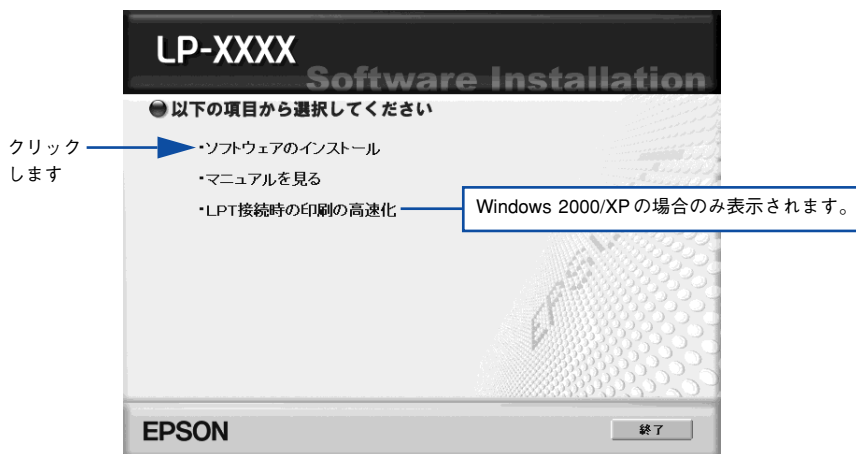 LP-XXXX
Software Installation
以下の項目から選択してください
クリック
します
・ソフトウェアのインストール
・マニュアルを見る
・LPT接続時の印刷の高速化
Windows 2000/XPの場合のみ表示されます。
EPSON
EPSON
終了